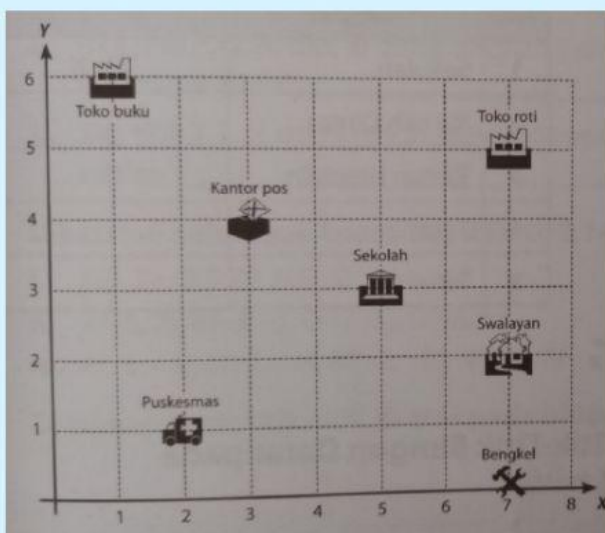 Y
6
Toko buku
Toko roti
5
Kantor pos
4
Sekolah
3
Swalayan
2
Puskesmas
1
Bengkel
1 2 3 4 5 6 7 8 X